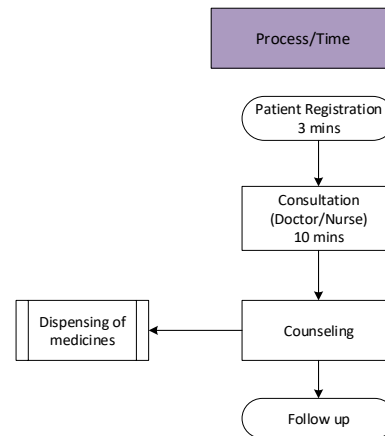 Process/Time
Patient Registration
3 mins
Consultation
(Doctor/Nurse)
10 mins
Dispensing of
medicines
Counseling
Follow up